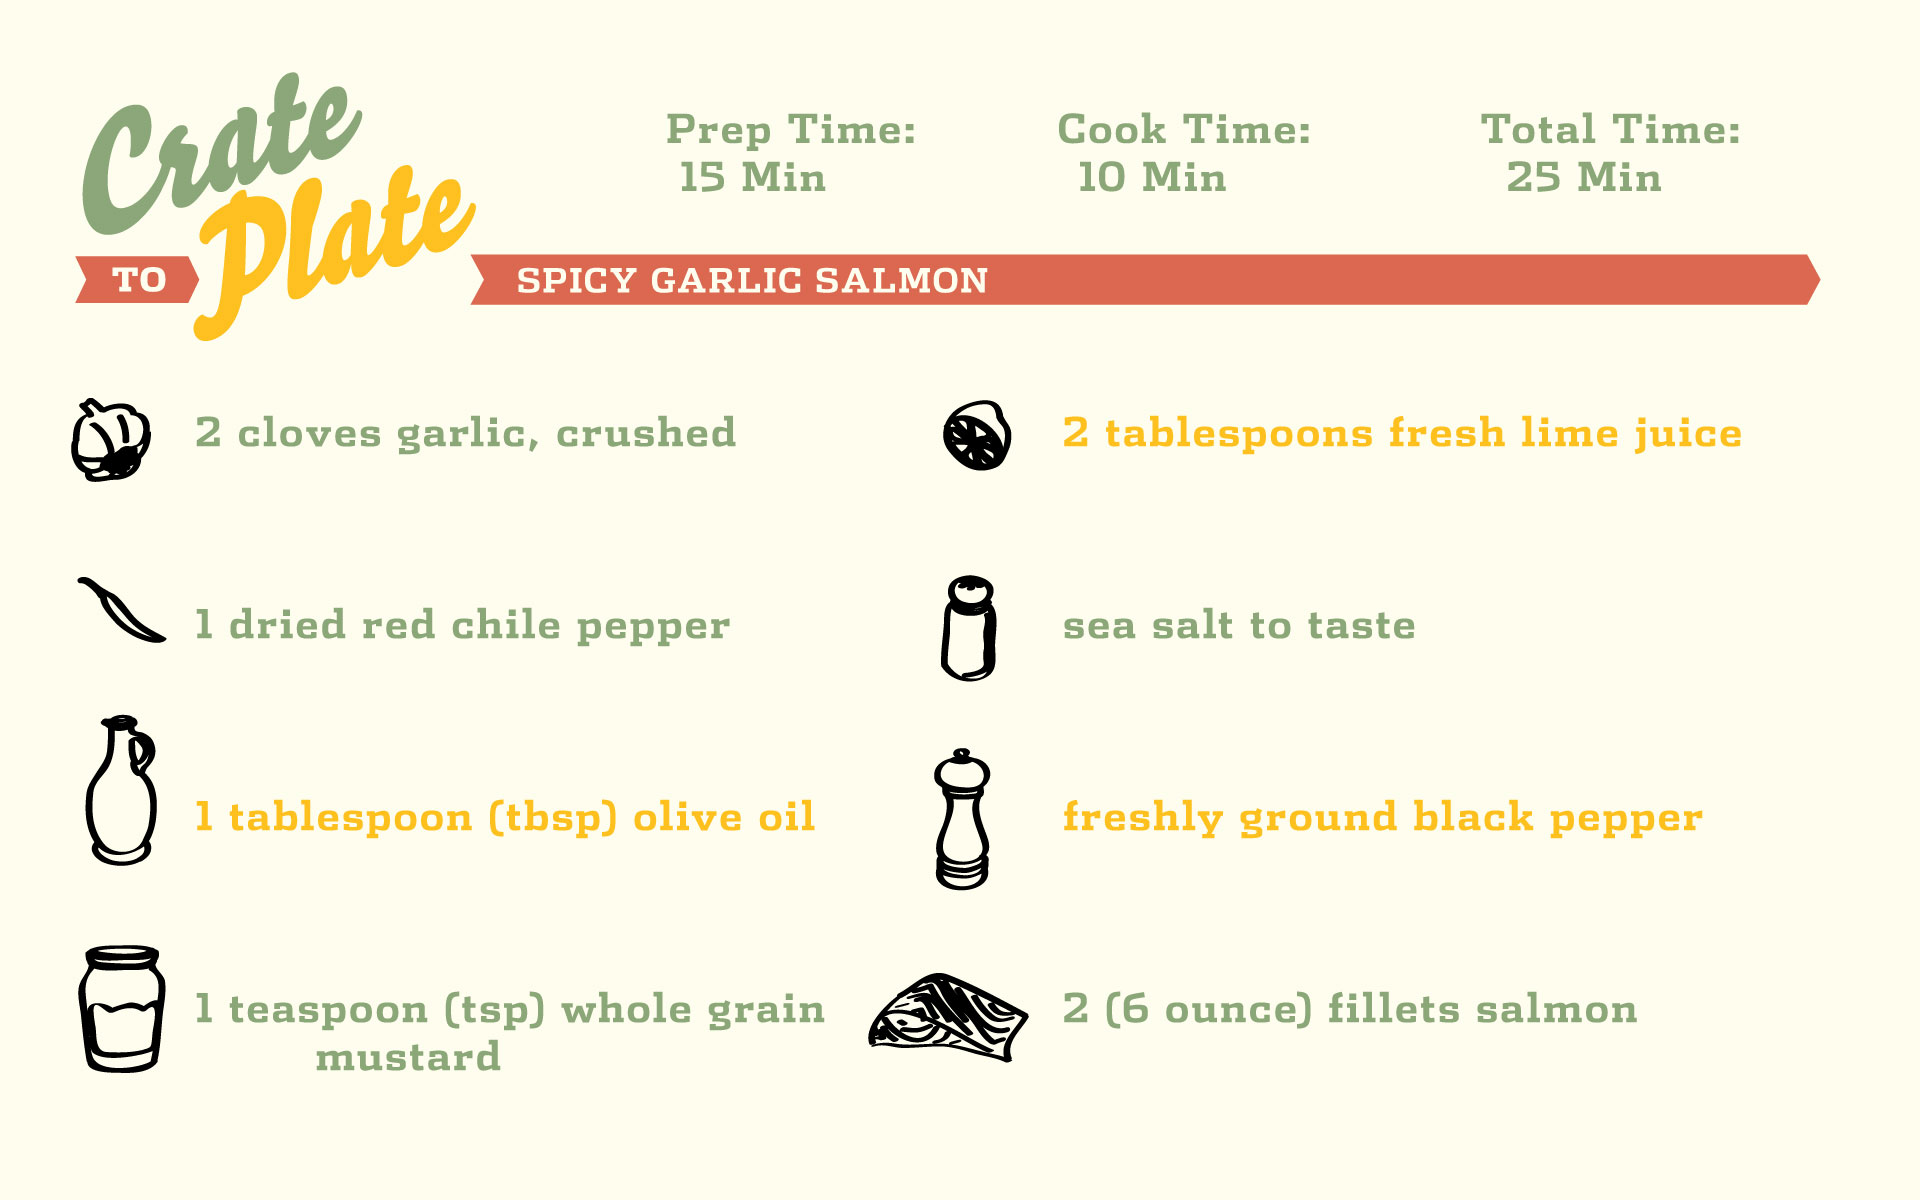 Crate
TO
Plate
Prep Time:
15 Min
Cook Time:
10 Min
Total Time:
25 Min
SPICY GARLIC SALMON
2 cloves garlic, crushed
1 dried red chile pepper
1 tablespoon (tbsp) olive oil
1 teaspoon (tsp) whole grain
mustard
2 tablespoons fresh lime juice
sea salt to taste
freshly ground black pepper
2 (6 ounce) fillets salmon